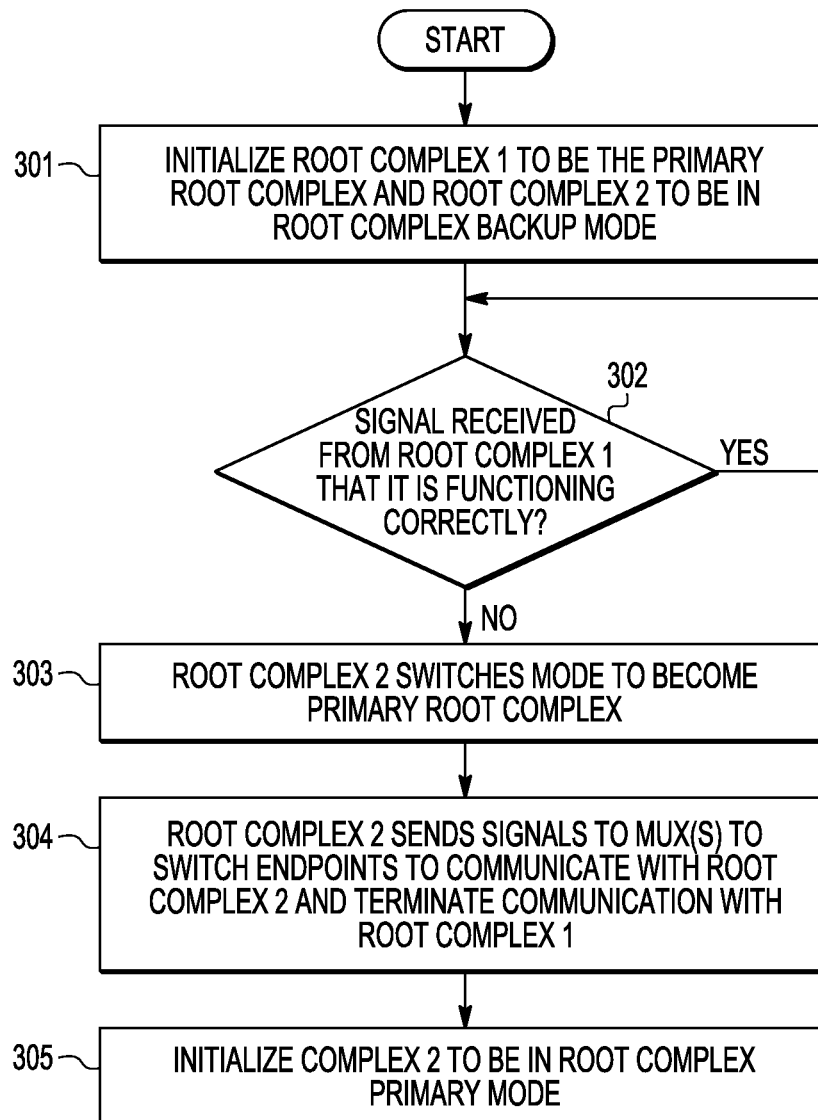 START
301
INITIALIZE ROOT COMPLEX 1 TO BE THE PRIMARY
ROOT COMPLEX AND ROOT COMPLEX 2 TO BE IN
ROOT COMPLEX BACKUP MODE
302
SIGNAL RECEIVED
FROM ROOT COMPLEX 1
THAT IT IS FUNCTIONING
CORRECTLY?
YES
NO
303
ROOT COMPLEX 2 SWITCHES MODE TO BECOME
PRIMARY ROOT COMPLEX
304
ROOT COMPLEX 2 SENDS SIGNALS TO MUX(S) TO
SWITCH ENDPOINTS TO COMMUNICATE WITH ROOT
COMPLEX 2 AND TERMINATE COMMUNICATION WITH
ROOT COMPLEX 1
305
INITIALIZE COMPLEX 2 TO BE IN ROOT COMPLEX
PRIMARY MODE